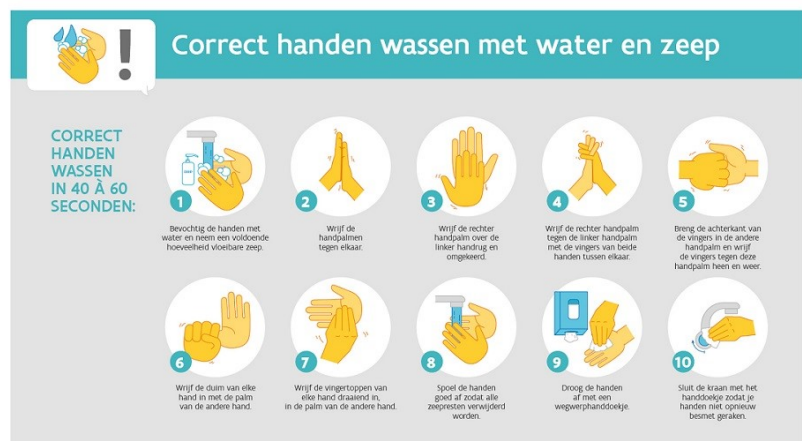 Correct handen wassen met water en zeep
CORRECT
HANDEN
WASSEN
IN 40 À 60
SECONDEN:
1
Bevochtig de handen met
water en neem een voldoende
hoeveelheid vloeibare zeep.
2
Wrijf de
handpalmen
tegen elkaar.
3
Wrijf de rechter
handpalm over de
linker handrug en
omgekeerd.
4
Wrijf de rechter handpalm
tegen de linker handpalm
met de vingers van beide
handen tussen elkaar.
5
Breng de achterkant van
de vingers in de andere
handpalm en wrijf
de vingers tegen deze
handpalm heen en weer.
6
Wrijf de duim van elke
hand in met de palm
van de andere hand.
7
Wrijf de vingertoppen van
elke hand draaiend in,
in de palm van de andere hand.
8
Spoel de handen
goed af zodat alle
zeepresten verwijderd
worden.
9
Droog de handen
af met een
wegwerphanddoekje.
10
Sluit de kraan met het
handdoekje zodat je
handen niet opnieuw
besmet geraken.